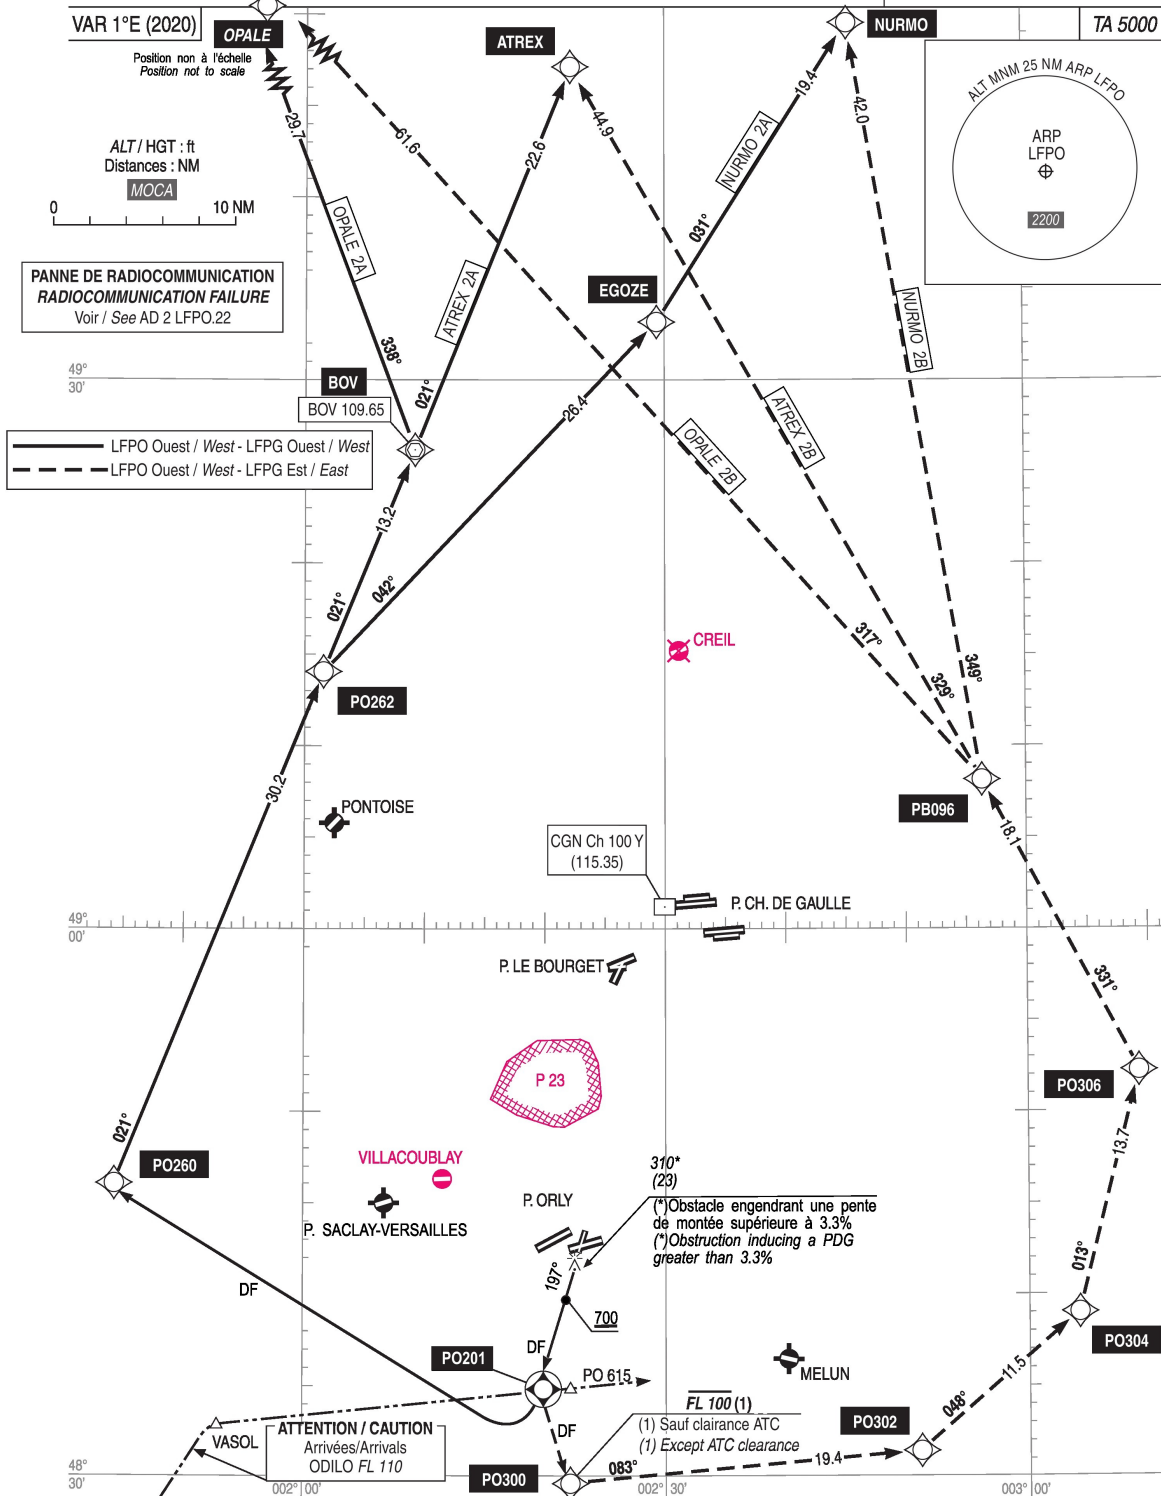 VAR 1°E (2020)
OPALE
Position non à l'échelle
Position not to scale
ATREX
NURMO
TA 5000
ALT MNM 25 NM ARP LFPO
ARP
LFPO
2200
ALT / HGT : ft
Distances : NM
MOCA
0 10 NM
PANNE DE RADIOCOMMUNICATION
RADIOCOMMUNICATION FAILURE
Voir / See AD 2 LFPO.22
29.7
61.6
22.6
44.9
19.4
42.0
OPALE 2A
ATREX 2A
NURMO 2A
031°
EGOZE
NURMO 2B
338°
021°
49°
30'
BOV
BOV 109.65
26.4
ATREX 2B
OPALE 2B
LFPO Ouest / West - LFPG Ouest / West
LFPO Ouest / West - LFPG Est / East
13.2
021°
042°
CREIL
317°
329°
349°
PO262
30.2
PONTOISE
PB096
18.1
CGN Ch 100 Y
(115.35)
P. CH. DE GAULLE
49°
00'
P. LE BOURGET
331°
P 23
PO306
021°
PO260
13.7
VILLACOUBLAY
310*
(23)
P. ORLY
(*)Obstacle engendrant une pente
de montée supérieure à 3.3%
(*)Obstruction inducing a PDG
greater than 3.3%
P. SACLAY-VERSAILLES
197°
013°
DF
700
PO304
DF
PO201
PO 615
MELUN
11.5
FL 100 (1)
(1) Sauf clairance ATC
(1) Except ATC clearance
048°
PO302
DF
VASOL
ATTENTION / CAUTION
Arrivées/Arrivals
ODILO FL 110
PO300
083°
19.4
48°
30'
002° 00'
002° 30'
003° 00'